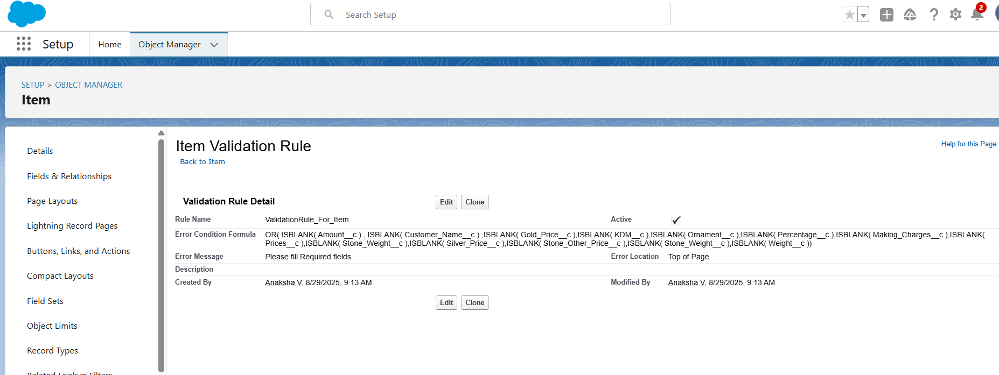 Search Setup
2
Setup
Home
Object Manager
SETUP > OBJECT MANAGER
Item
Details
Fields & Relationships
Page Layouts
Lightning Record Pages
Buttons, Links, and Actions
Compact Layouts
Field Sets
Object Limits
Record Types
Related Lookup Filters
Item Validation Rule
Help for this Page
Back to Item
Validation Rule Detail
Edit Clone
Rule Name ValidationRule_For_Item Active
Error Condition Formula OR( ISBLANK( Amount__c ) , ISBLANK( Customer_Name__c ) ,ISBLANK( Gold_Price__c ),ISBLANK( KDM__c ),ISBLANK( Ornament__c ),ISBLANK( Percentage__c ),ISBLANK( Making_Charges__c ),ISBLANK(
Prices__c ),ISBLANK( Stone_Weight__c ),ISBLANK( Silver_Price__c ),ISBLANK( Stone_Other_Price__c ),ISBLANK( Stone_Weight__c ),ISBLANK( Weight__c ))
Error Message Please fill Required fields Error Location Top of Page
Description
Created By Anaksha V, 8/29/2025, 9:13 AM Modified By Anaksha V, 8/29/2025, 9:13 AM
Edit Clone